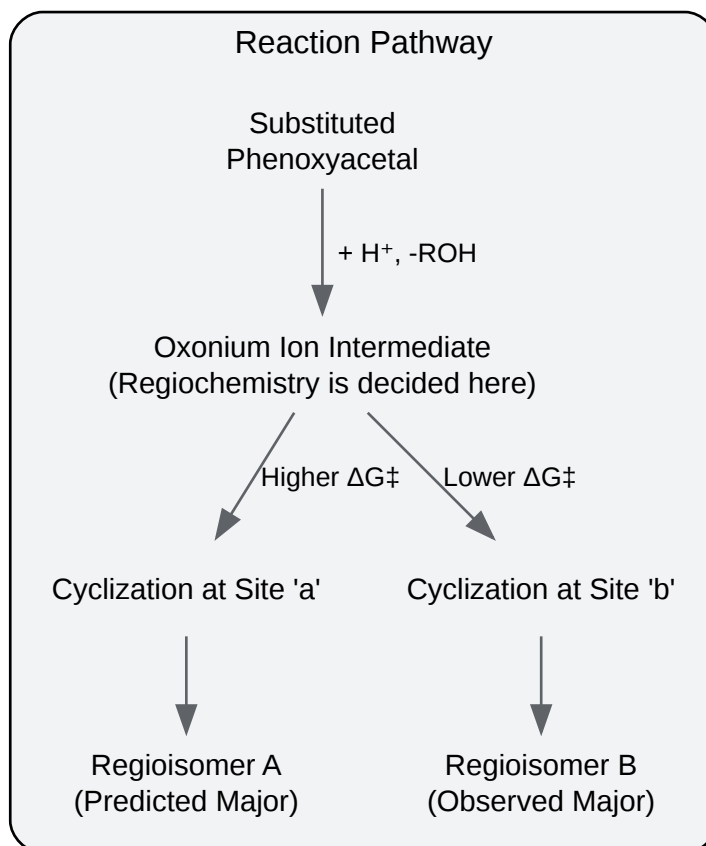 Reaction Pathway
Substituted
Phenoxyacetal
+ H⁺, -ROH
Oxonium Ion Intermediate
(Regiochemistry is decided here)
Higher ΔG‡
Lower ΔG‡
Cyclization at Site 'a'
Cyclization at Site 'b'
Regioisomer A
(Predicted Major)
Regioisomer B
(Observed Major)